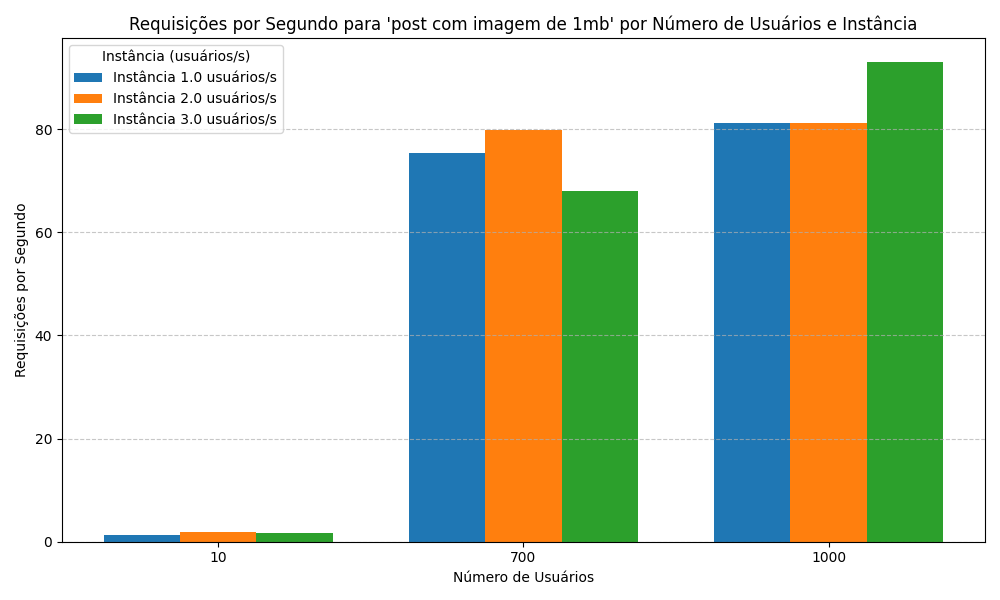 Requisições por Segundo para 'post com imagem de 1mb' por Número de Usuários e Instância
Instância (usuários/s)
Instância 1.0 usuários/s
Instância 2.0 usuários/s
Instância 3.0 usuários/s
Requisições por Segundo
80
60
40
20
0
10
700
1000
Número de Usuários